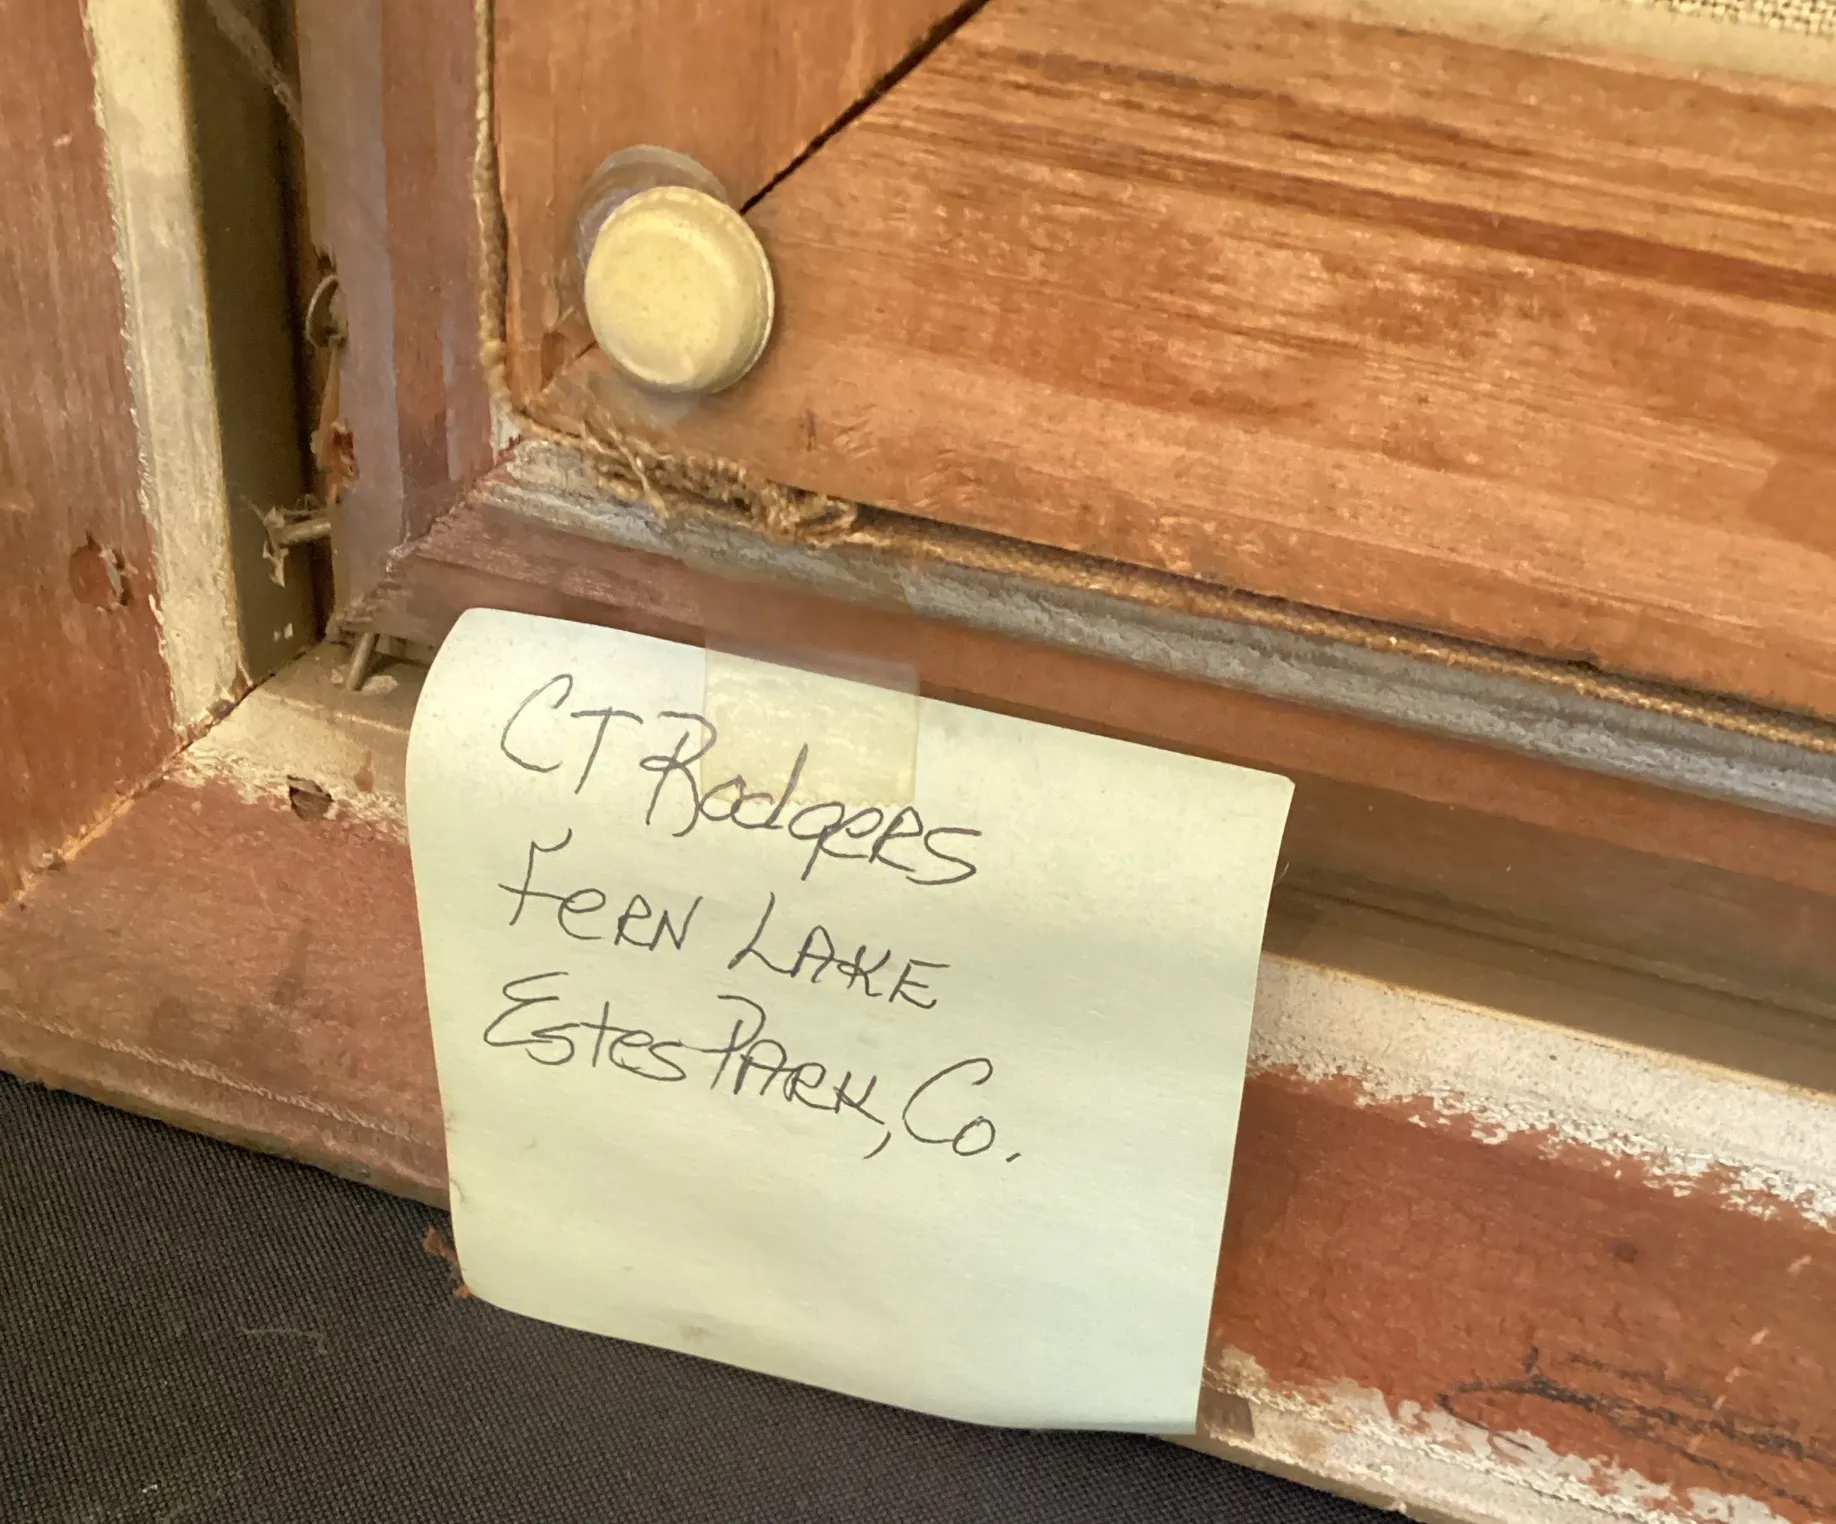 CT Rodgers
Fern Lake
Estes Park, Co.